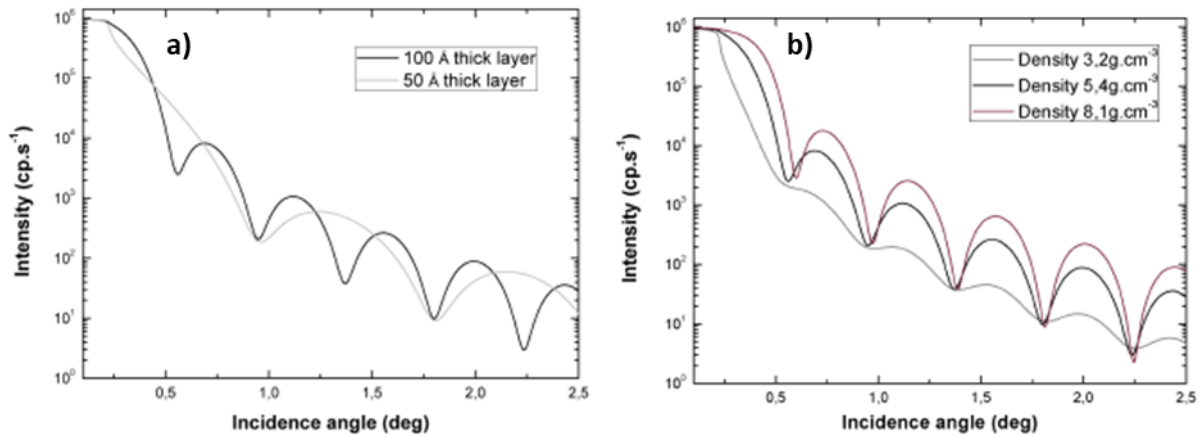 a)
100 Å thick layer
50 Å thick layer
Intensity (cp.s⁻¹)
10⁶
10⁵
10⁴
10³
10²
10¹
10⁰
0,5
1,0
1,5
2,0
2,5
Incidence angle (deg)
b)
Density 3,2g.cm⁻³
Density 5,4g.cm⁻³
Density 8,1g.cm⁻³
Intensity (cp.s⁻¹)
10⁶
10⁵
10⁴
10³
10²
10¹
10⁰
0,5
1,0
1,5
2,0
2,5
Incidence angle (deg)